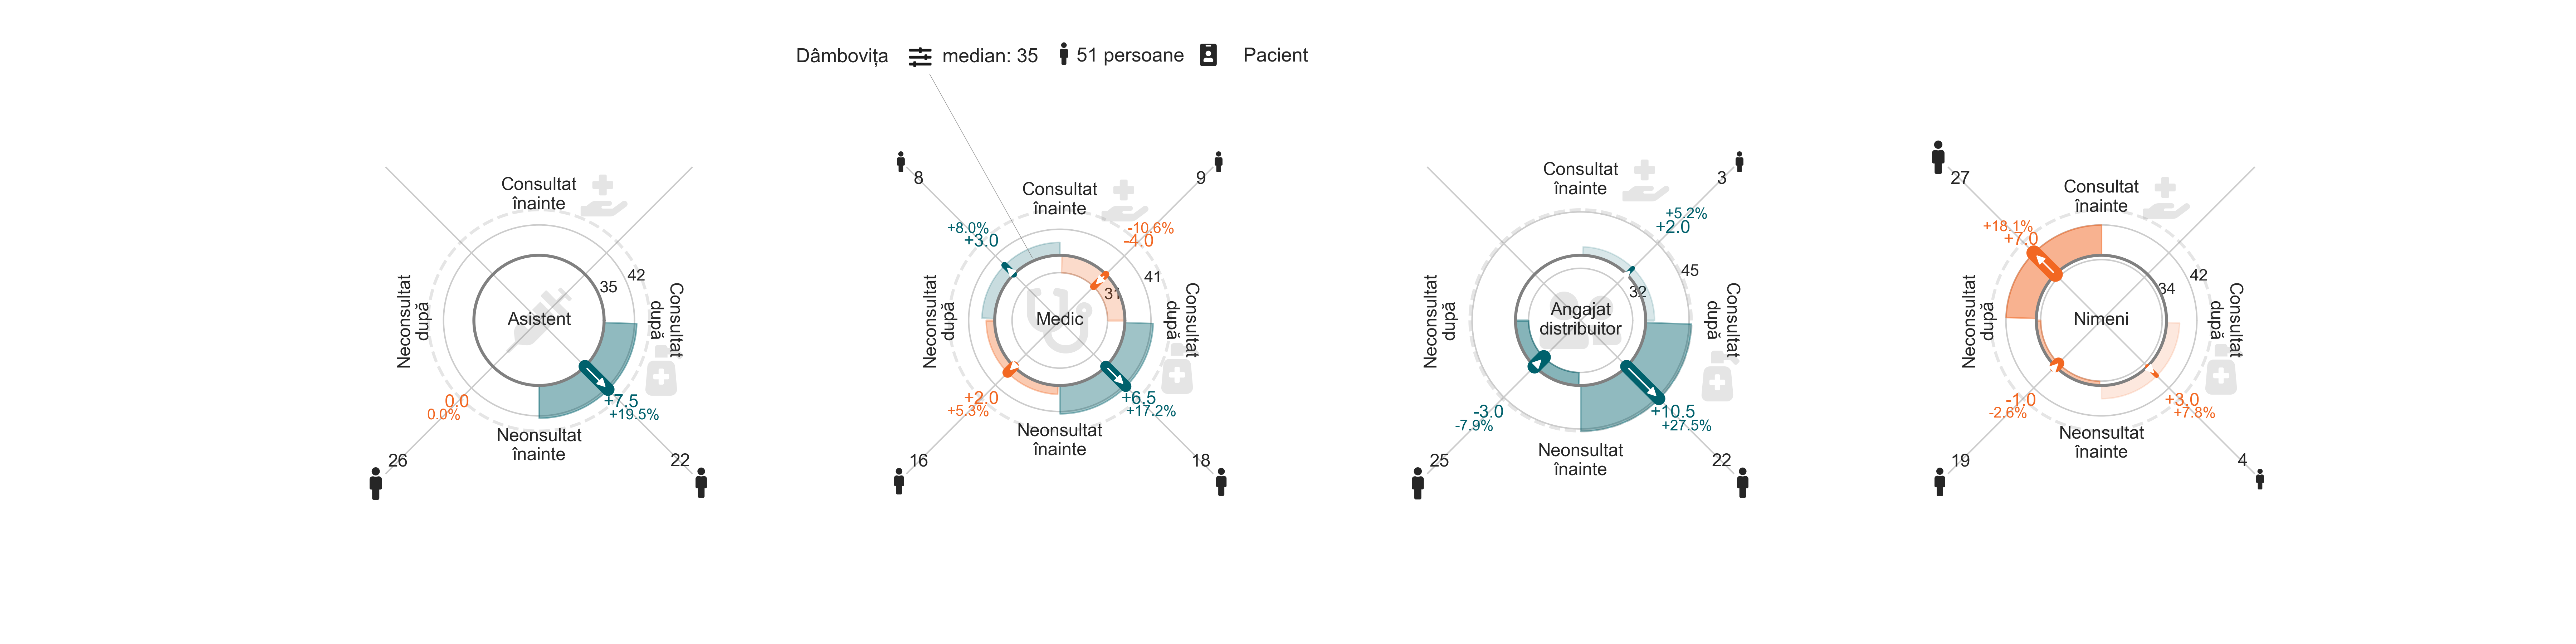 Dâmbovița median: 35 51 persoane Pacient
Consultat
înainte
Neconsultat
după
Consultat
după
Neonsultat
înainte
Asistent
35
42
0.0
0.0%
+7.5
+19.5%
26
22
8
9
Consultat
înainte
+8.0%
+3.0
-10.6%
-4.0
Neconsultat
după
Consultat
după
Medic
31
41
+2.0
+5.3%
+6.5
+17.2%
Neonsultat
înainte
16
18
3
Consultat
înainte
+5.2%
+2.0
Neconsultat
după
Consultat
după
Angajat
distribuitor
32
45
-3.0
-7.9%
+10.5
+27.5%
Neonsultat
înainte
25
22
27
Consultat
înainte
+18.1%
+7.0
Neconsultat
după
Consultat
după
Nimeni
34
42
-1.0
-2.6%
+3.0
+7.8%
Neonsultat
înainte
19
4